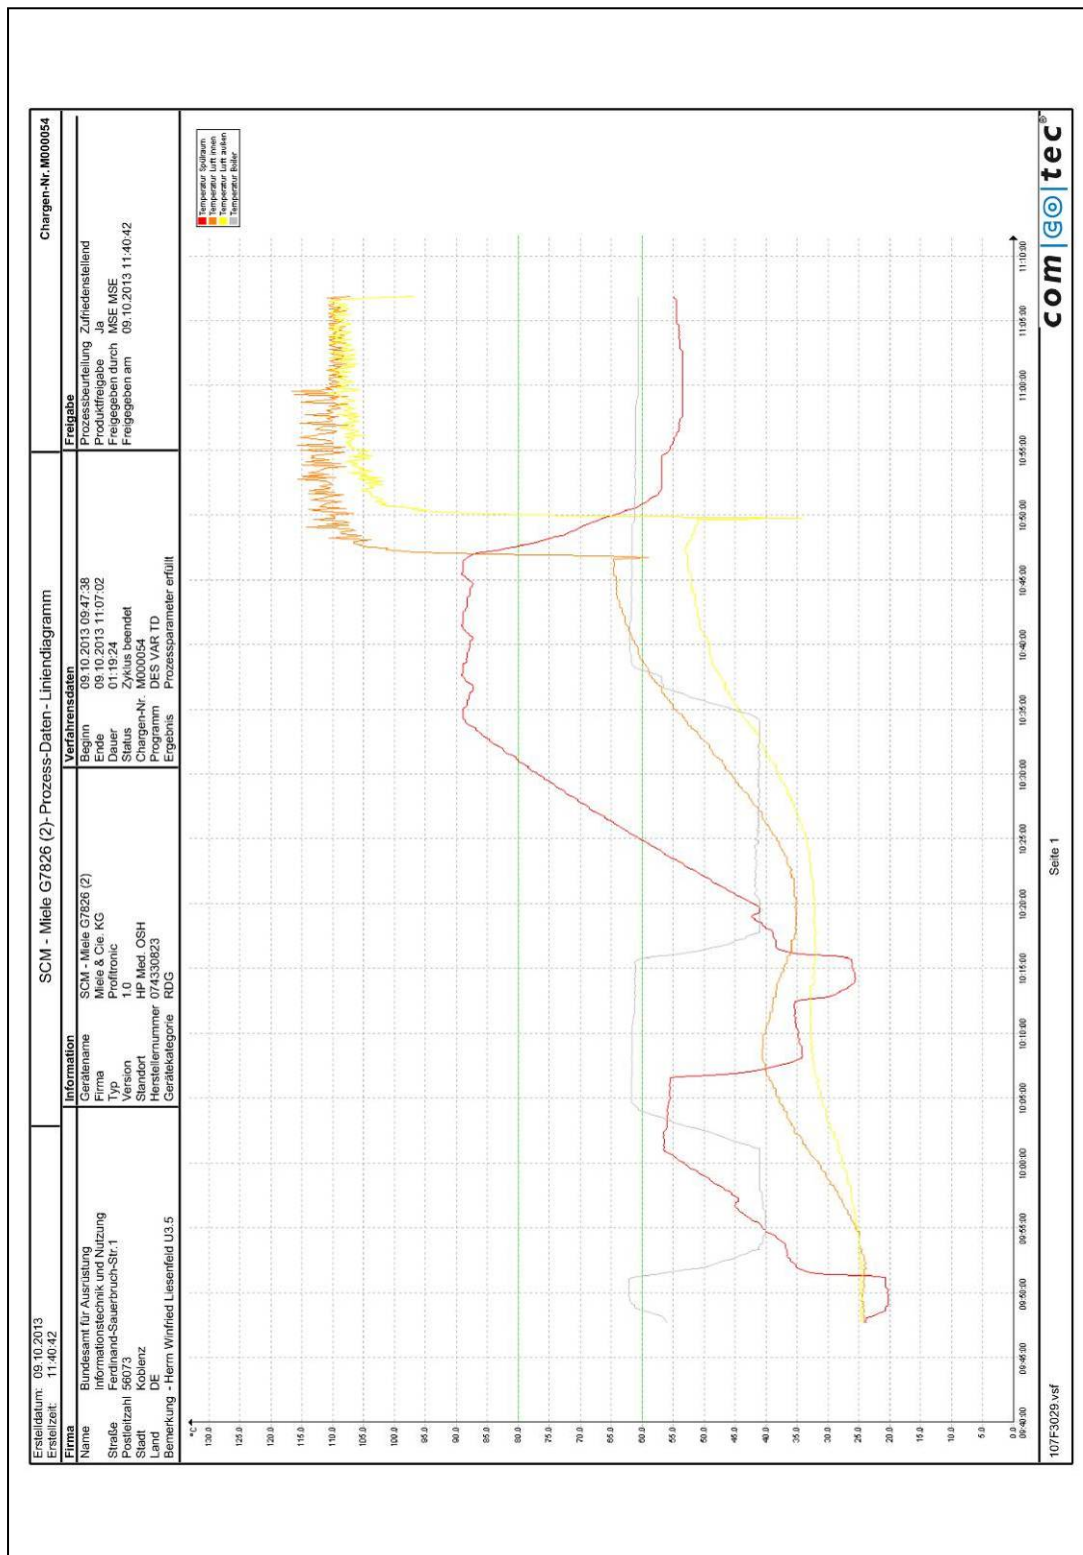 Erstelldatum: 09.10.2013
Erstellzeit: 11:40:42
SCM - Miele G7826 (2)- Prozess-Daten - Liniendiagramm
Chargen-Nr. M000054
Firma
Name Bundesamt für Ausrüstung
Informationstechnik und Nutzung
Straße Ferdinand-Sauerbruch-Str.1
Postleitzahl 56073
Stadt Koblenz
Land DE
Bemerkung - Herrn Winfried Liesenfeld U3.5
Information
Gerätename SCM - Miele G7826 (2)
Firma Miele & Cie. KG
Typ Profitronic
Version 1.0
Standort HP Med. OSH
Herstellernummer 074330823
Gerätekategorie RDG
Verfahrensdaten
Beginn 09.10.2013 09:47:38
Ende 09.10.2013 11:07:02
Dauer 01:19:24
Status Zyklus beendet
Chargen-Nr. M000054
Programm DES VAR TD
Ergebnis Prozessparameter erfüllt
Freigabe
Prozessbeurteilung Zufriedenstellend
Produktfreigabe Ja
Freigegeben durch MSE MSE
Freigegeben am 09.10.2013 11:40:42
Temperatur Spülraum
Temperatur Luft innen
Temperatur Luft außen
Temperatur Boiler
°C
130.0
125.0
120.0
115.0
110.0
105.0
100.0
95.0
90.0
85.0
80.0
75.0
70.0
65.0
60.0
55.0
50.0
45.0
40.0
35.0
30.0
25.0
20.0
15.0
10.0
5.0
0.0
09:40:00 09:45:00 09:50:00 09:55:00 10:00:00 10:05:00 10:10:00 10:15:00 10:20:00 10:25:00 10:30:00 10:35:00 10:40:00 10:45:00 10:50:00 10:55:00 11:00:00 11:05:00 11:10:00
107F3029.vsf
Seite 1
com|co|tec®